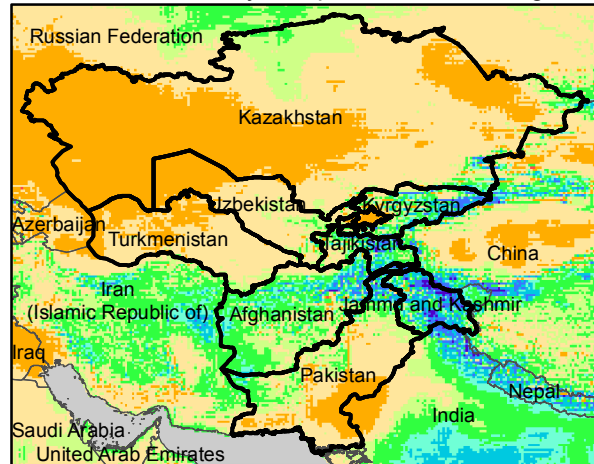 Russian Federation
Kazakhstan
Uzbekistan
Kyrgyzstan
Azerbaijan
Turkmenistan
Tajikistan
China
Iran
(Islamic Republic of)
Afghanistan
Jammu and Kashmir
Iraq
Pakistan
Nepal
India
Saudi Arabia
United Arab Emirates